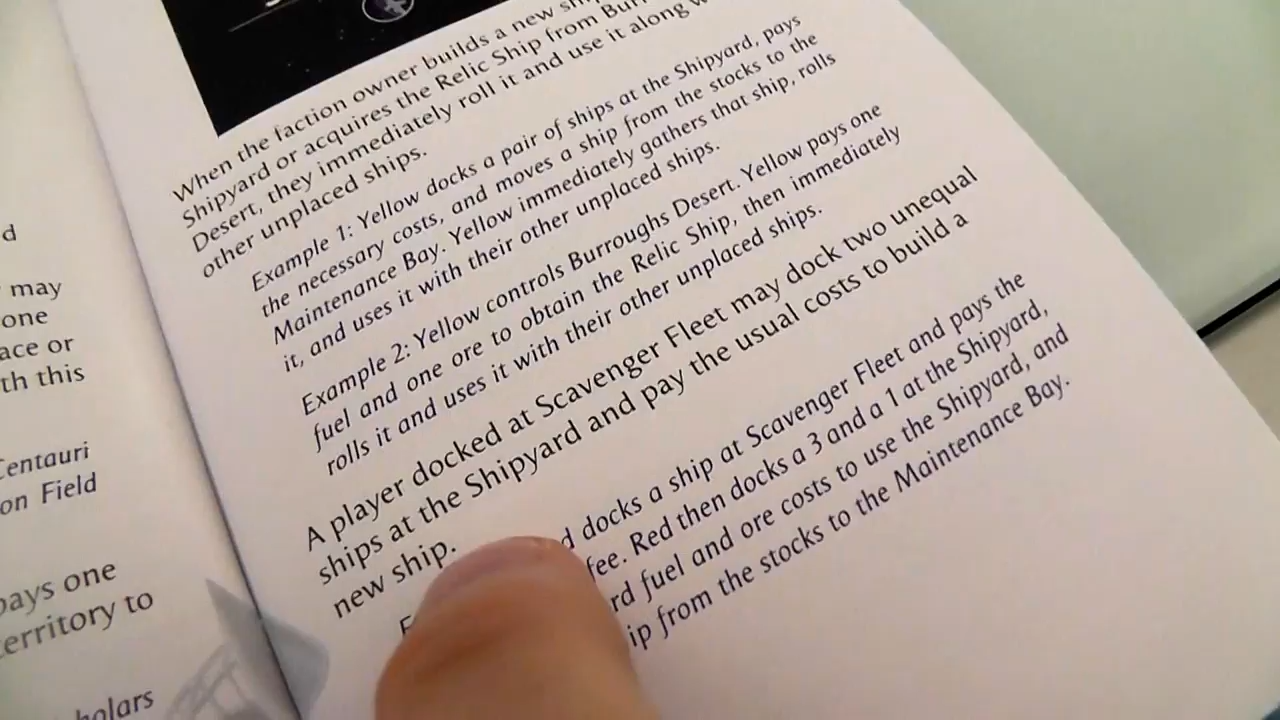 d
may
one
ace or
th this
Centauri
on Field
pays one
territory to
holars
When the faction owner builds a new
Shipyard or acquires the Relic Ship from
Desert, they immediately roll it and use it along
other unplaced ships.
Example 1: Yellow docks a pair of ships at the Shipyard, pays
the necessary costs, and moves a ship from the stocks to the
Maintenance Bay. Yellow immediately gathers that ship, rolls
it, and uses it with their other unplaced ships.
Example 2: Yellow controls Burroughs Desert. Yellow pays one
fuel and one ore to obtain the Relic Ship, then immediately
rolls it and uses it with their other unplaced ships.
A player docked at Scavenger Fleet may dock two unequal
ships at the Shipyard and pay the usual costs to build a
new ship.
d docks a ship at Scavenger Fleet and pays the
fee. Red then docks a 3 and a 1 at the Shipyard,
rd fuel and ore costs to use the Shipyard, and
ip from the stocks to the Maintenance Bay.